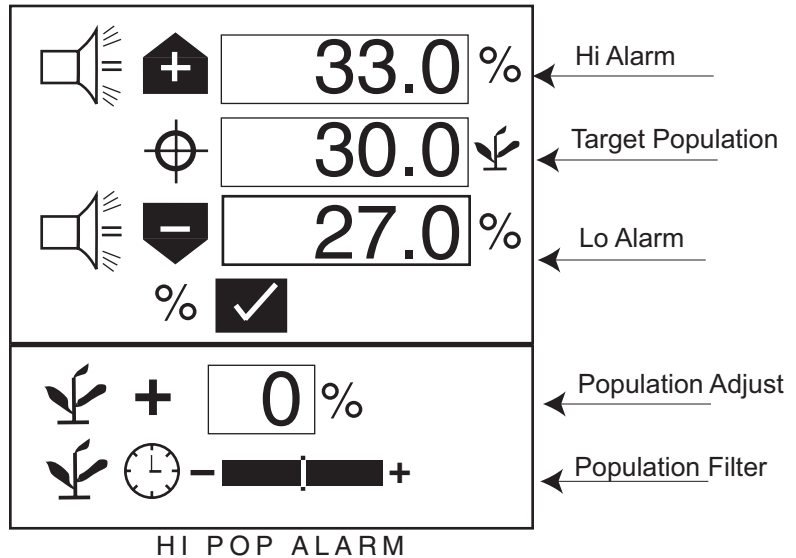 + 33.0 % Hi Alarm
30.0 Target Population
- 27.0 % Lo Alarm
%
+ 0 % Population Adjust
- + Population Filter
HI POP ALARM